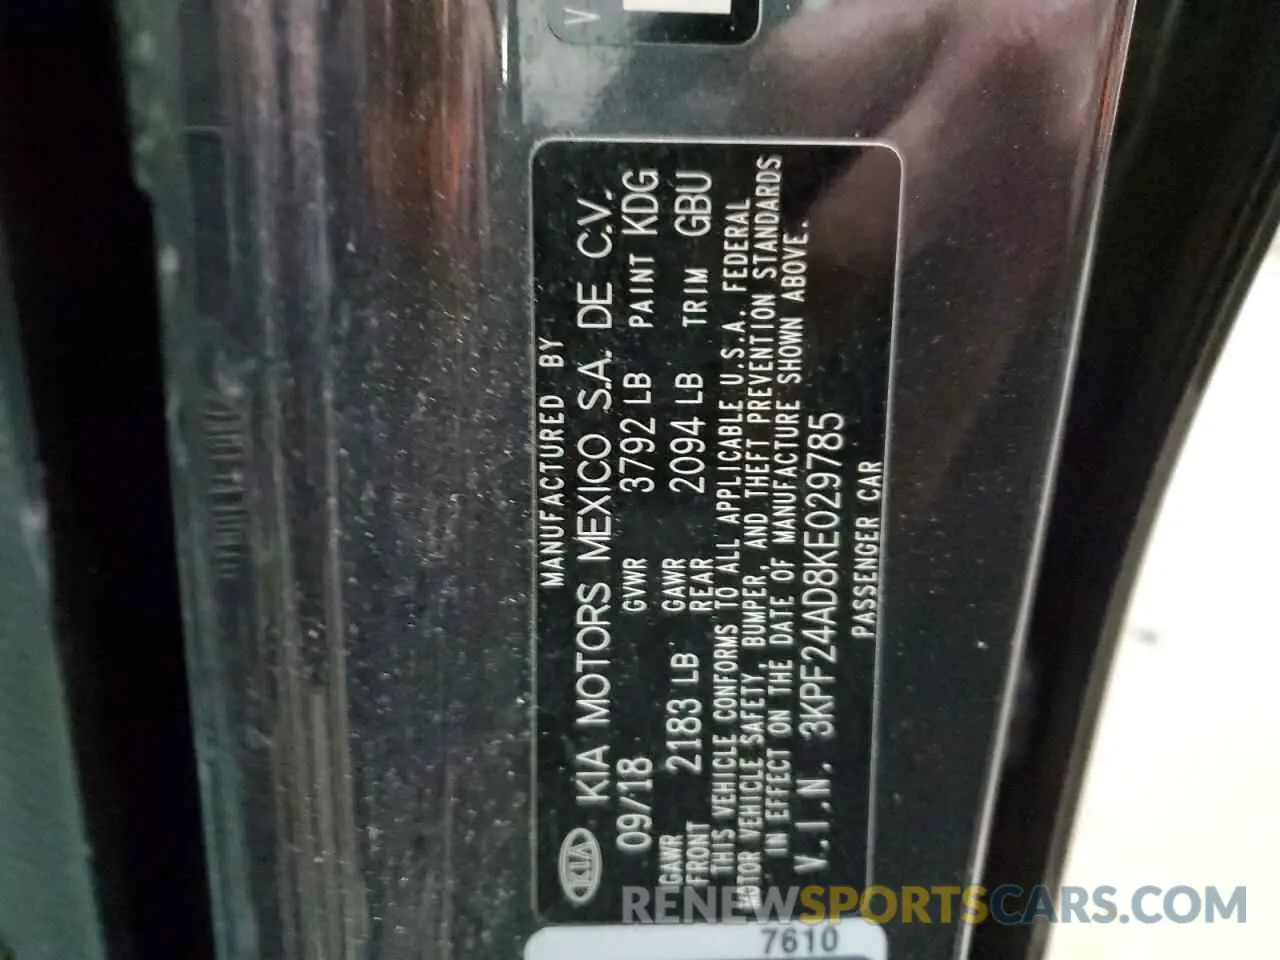 V
MANUFACTURED BY
KIA KIA MOTORS MEXICO S.A. DE C.V.
09/18 GVWR 3792 LB PAINT KDG
GAWR FRONT 2183 LB GAWR REAR 2094 LB TRIM GBU
THIS VEHICLE CONFORMS TO ALL APPLICABLE U.S.A. FEDERAL
MOTOR VEHICLE SAFETY, BUMPER, AND THEFT PREVENTION STANDARDS
IN EFFECT ON THE DATE OF MANUFACTURE SHOWN ABOVE.
V.I.N. 3KPF24AD8KE029785
PASSENGER CAR
7610
RENEWSPORTSCARS.COM